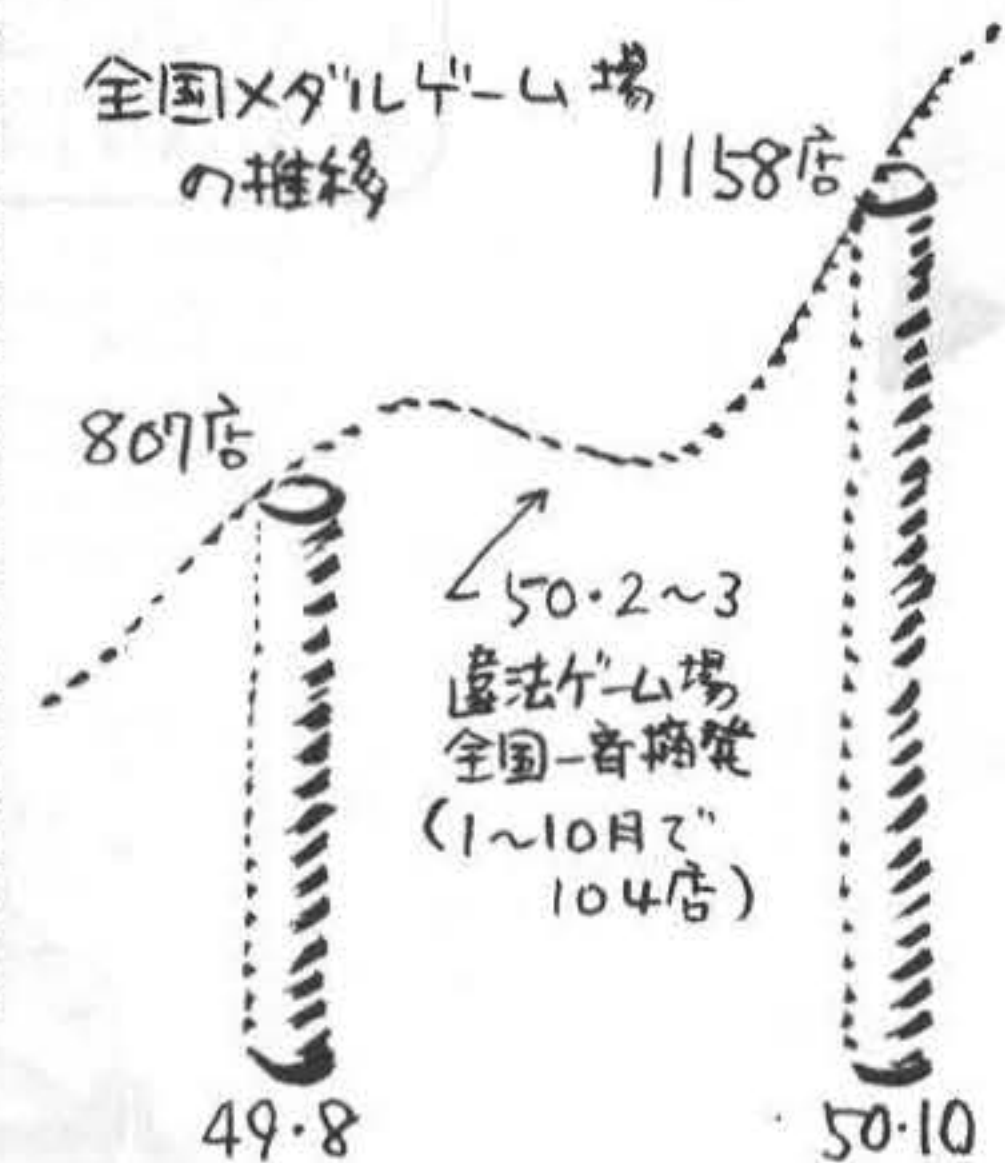 全国メダルゲーム場
の推移
1158店
807店
50・2～3
違法ゲーム場
全国一斉摘発
(1～10月で
104店)
49・8
50・10